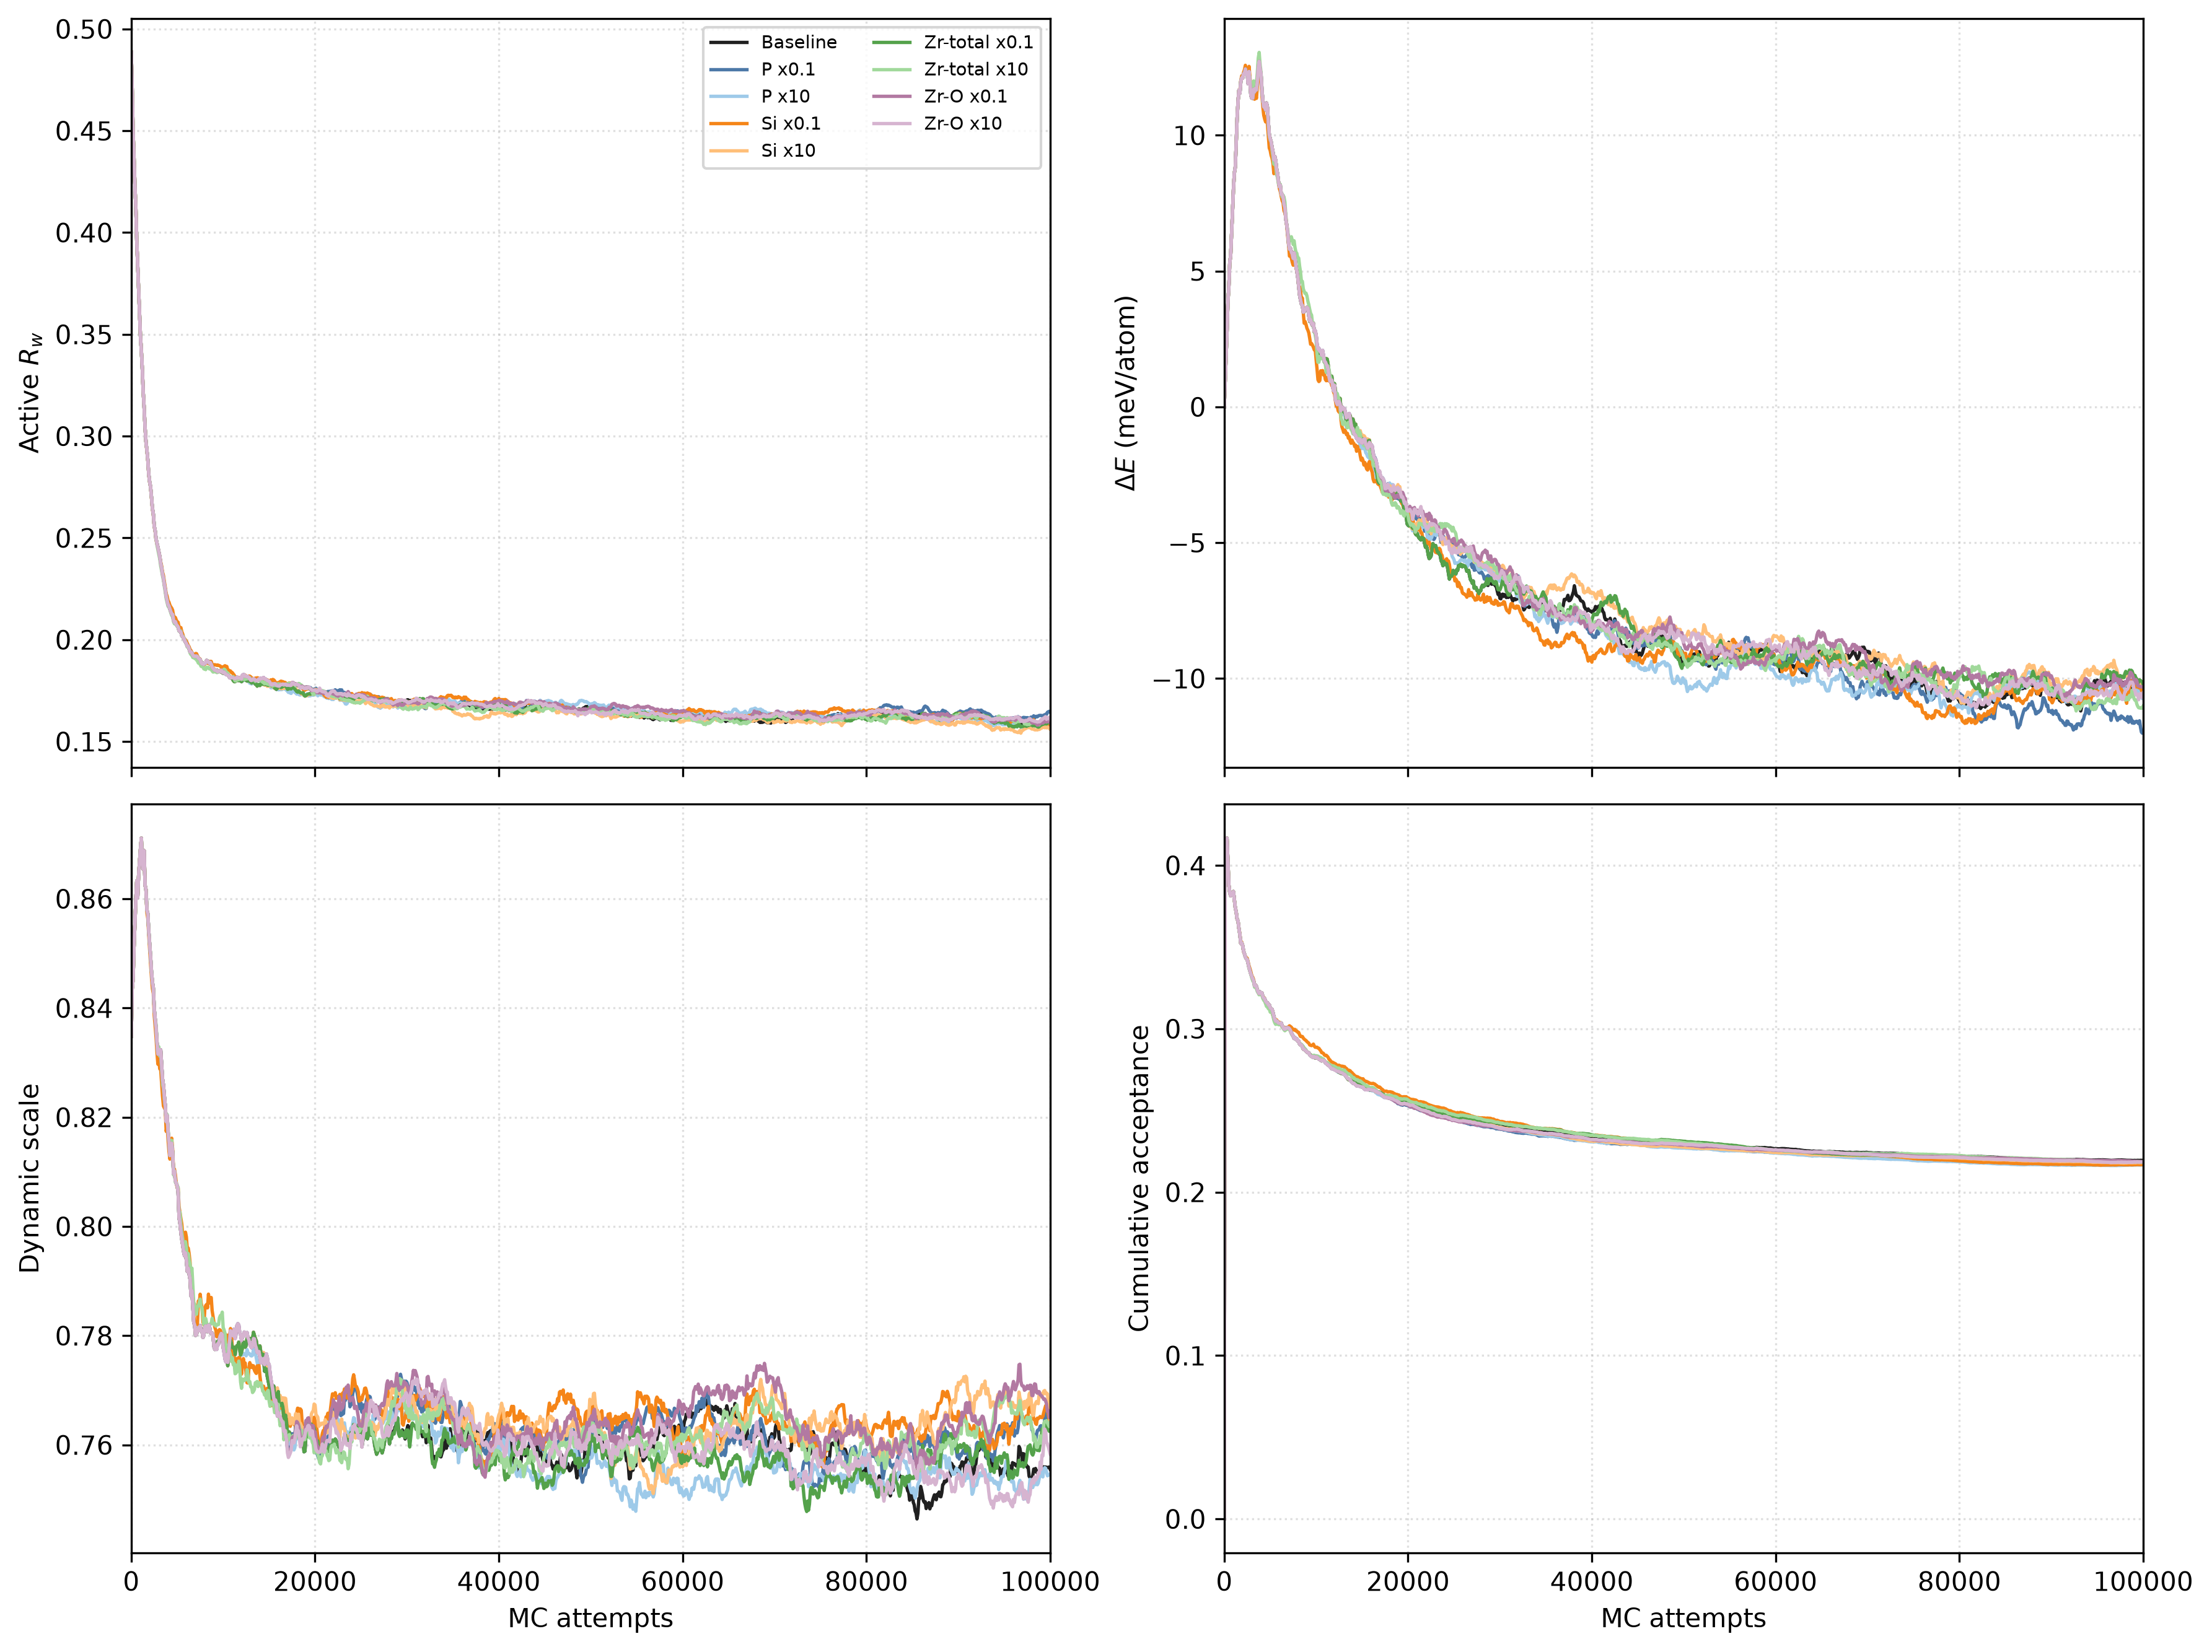 0.50
0.45
0.40
0.35
0.30
0.25
0.20
0.15
Active $R_w$
Baseline
P x0.1
P x10
Si x0.1
Si x10
Zr-total x0.1
Zr-total x10
Zr-O x0.1
Zr-O x10
10
5
0
−5
−10
ΔE (meV/atom)
0.86
0.84
0.82
0.80
0.78
0.76
Dynamic scale
0
20000
40000
60000
80000
100000
MC attempts
0.4
0.3
0.2
0.1
0.0
Cumulative acceptance
0
20000
40000
60000
80000
100000
MC attempts